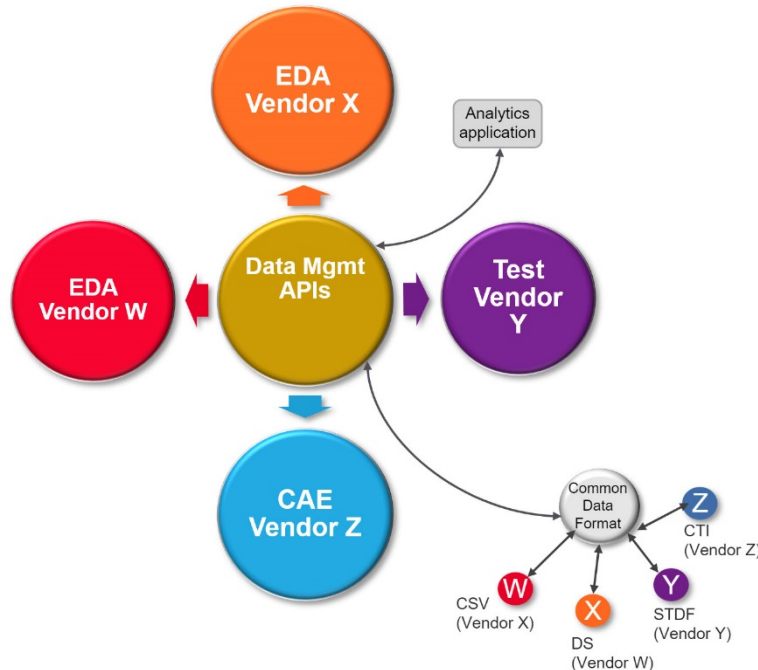 EDA
Vendor X
Analytics
application
EDA
Vendor W
Data Mgmt
APIs
Test
Vendor
Y
CAE
Vendor Z
Common
Data
Format
Z
CTI
(Vendor Z)
W
CSV
(Vendor X)
X
DS
(Vendor W)
Y
STDF
(Vendor Y)